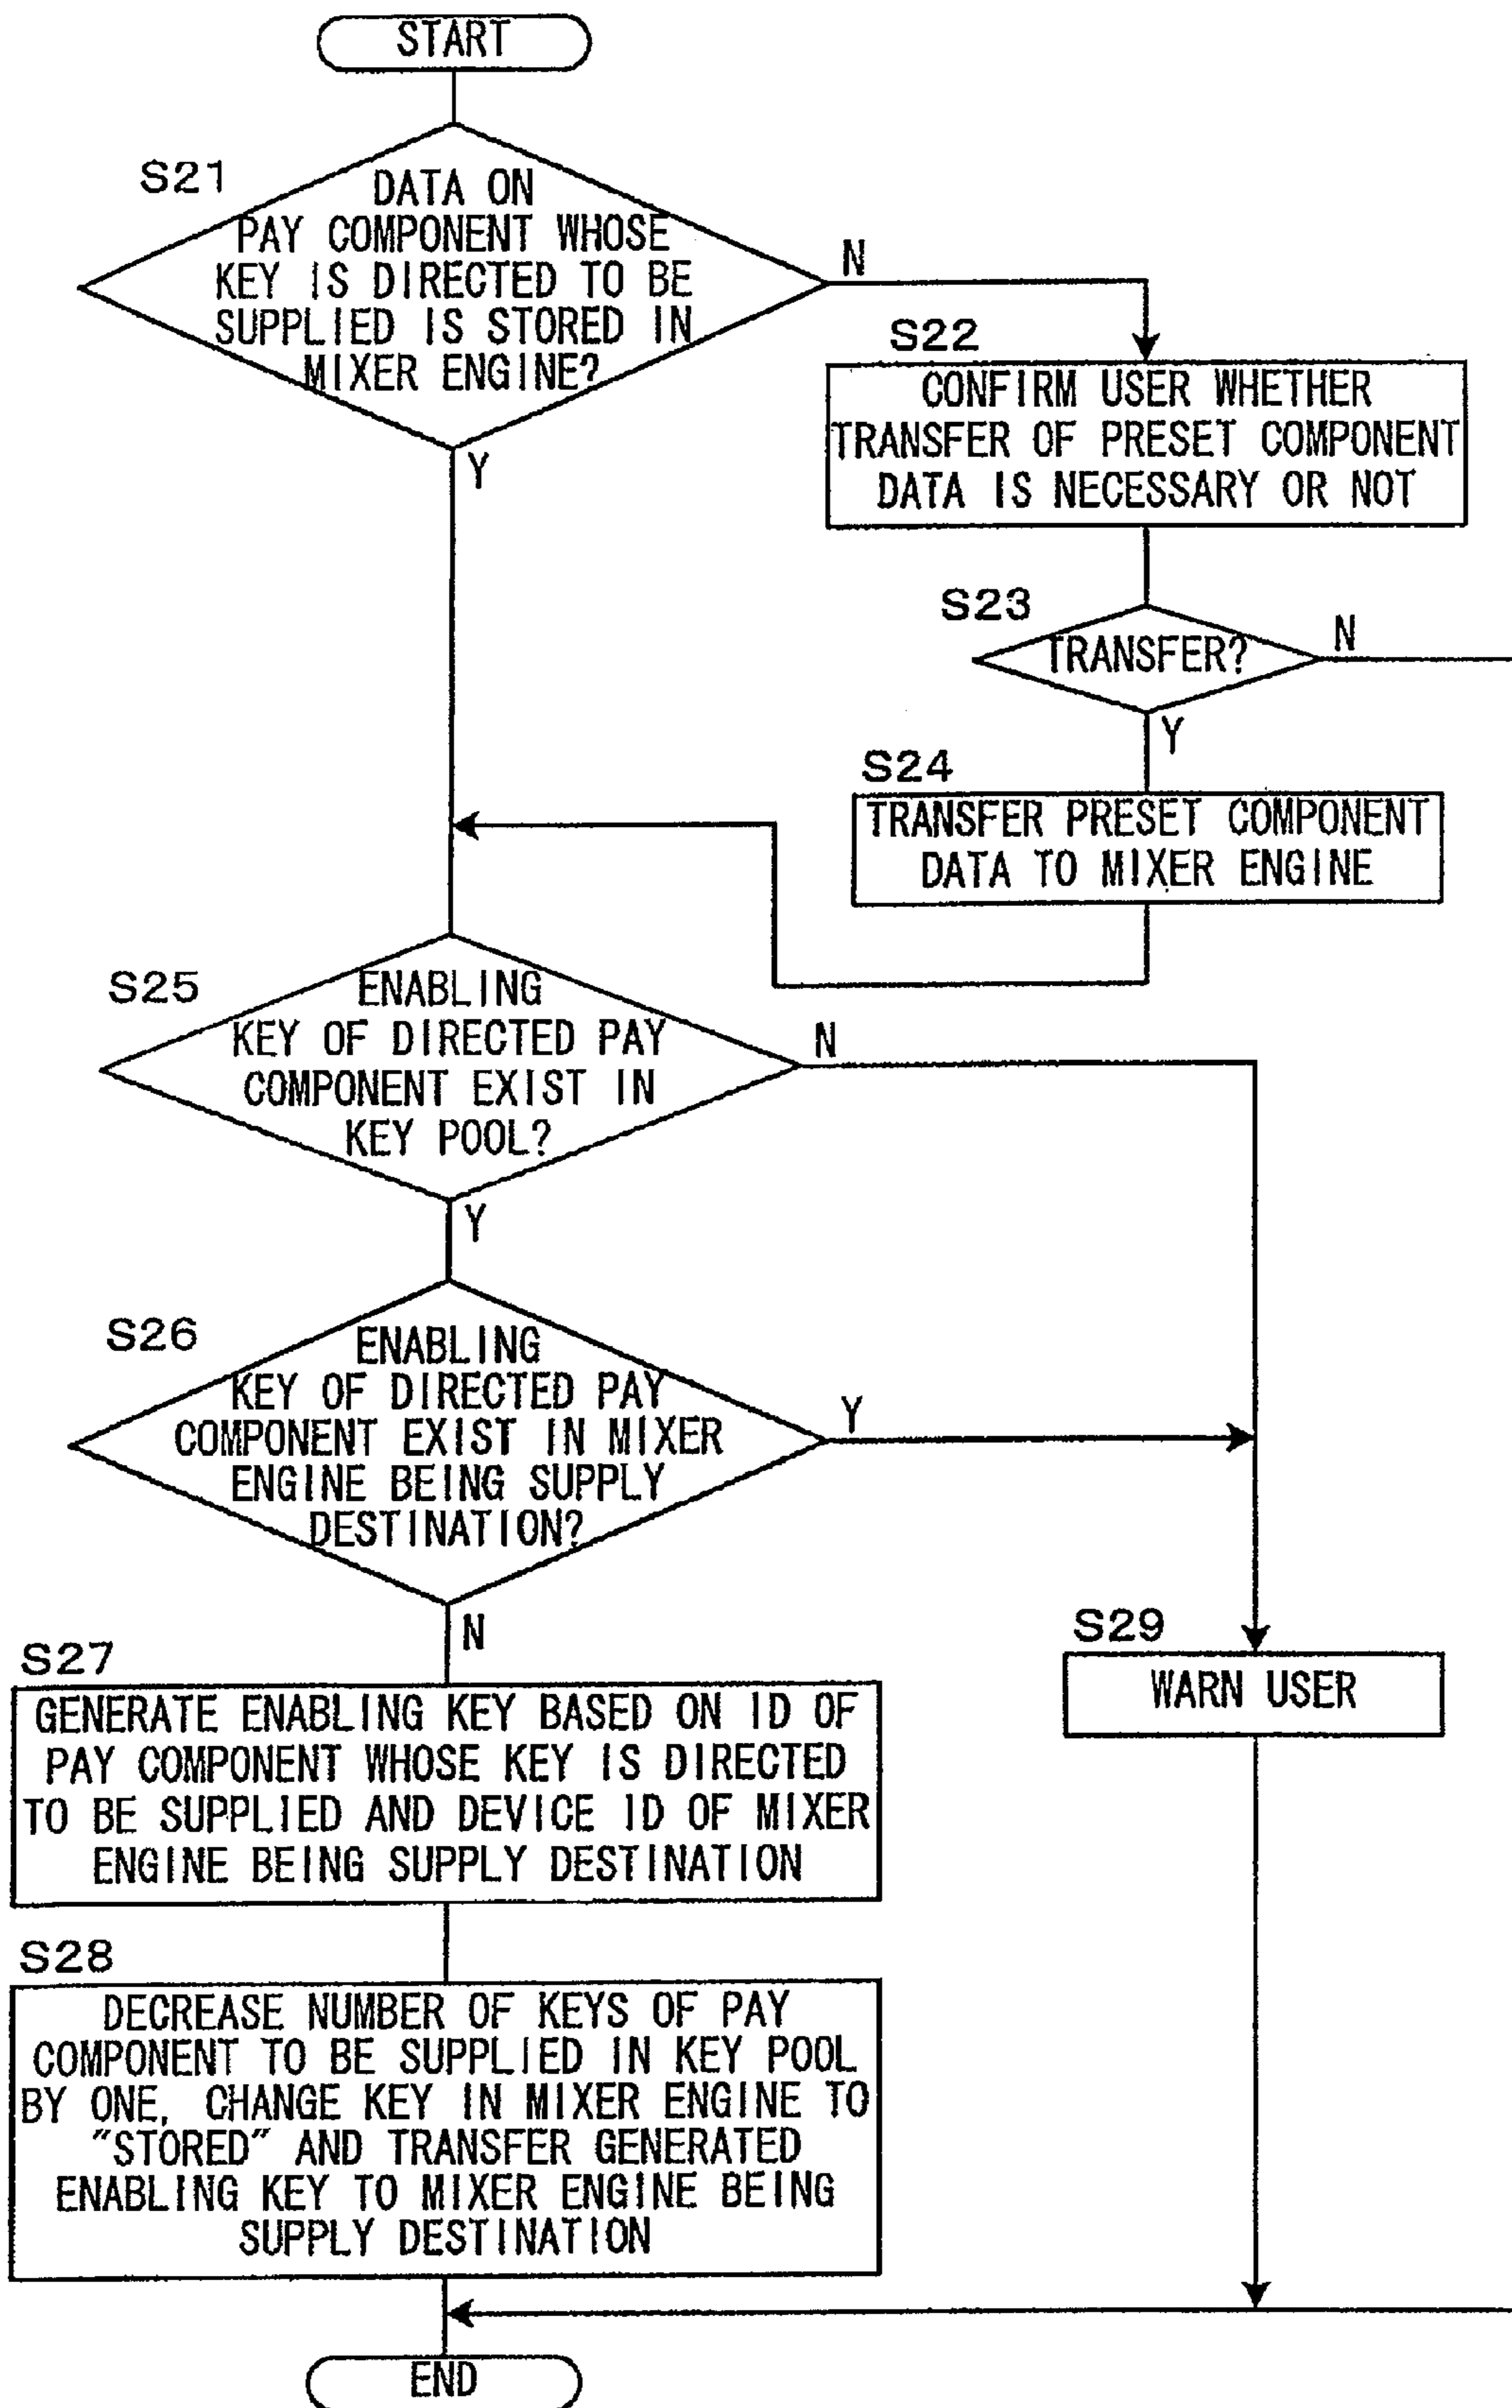 START
S21
DATA ON
PAY COMPONENT WHOSE
KEY IS DIRECTED TO BE
SUPPLIED IS STORED IN
MIXER ENGINE?
N
Y
S22
CONFIRM USER WHETHER
TRANSFER OF PRESET COMPONENT
DATA IS NECESSARY OR NOT
S23
TRANSFER?
N
Y
S24
TRANSFER PRESET COMPONENT
DATA TO MIXER ENGINE
S25
ENABLING
KEY OF DIRECTED PAY
COMPONENT EXIST IN
KEY POOL?
N
Y
S26
ENABLING
KEY OF DIRECTED PAY
COMPONENT EXIST IN MIXER
ENGINE BEING SUPPLY
DESTINATION?
Y
N
S27
GENERATE ENABLING KEY BASED ON ID OF
PAY COMPONENT WHOSE KEY IS DIRECTED
TO BE SUPPLIED AND DEVICE ID OF MIXER
ENGINE BEING SUPPLY DESTINATION
S29
WARN USER
S28
DECREASE NUMBER OF KEYS OF PAY
COMPONENT TO BE SUPPLIED IN KEY POOL
BY ONE, CHANGE KEY IN MIXER ENGINE TO
"STORED" AND TRANSFER GENERATED
ENABLING KEY TO MIXER ENGINE BEING
SUPPLY DESTINATION
END